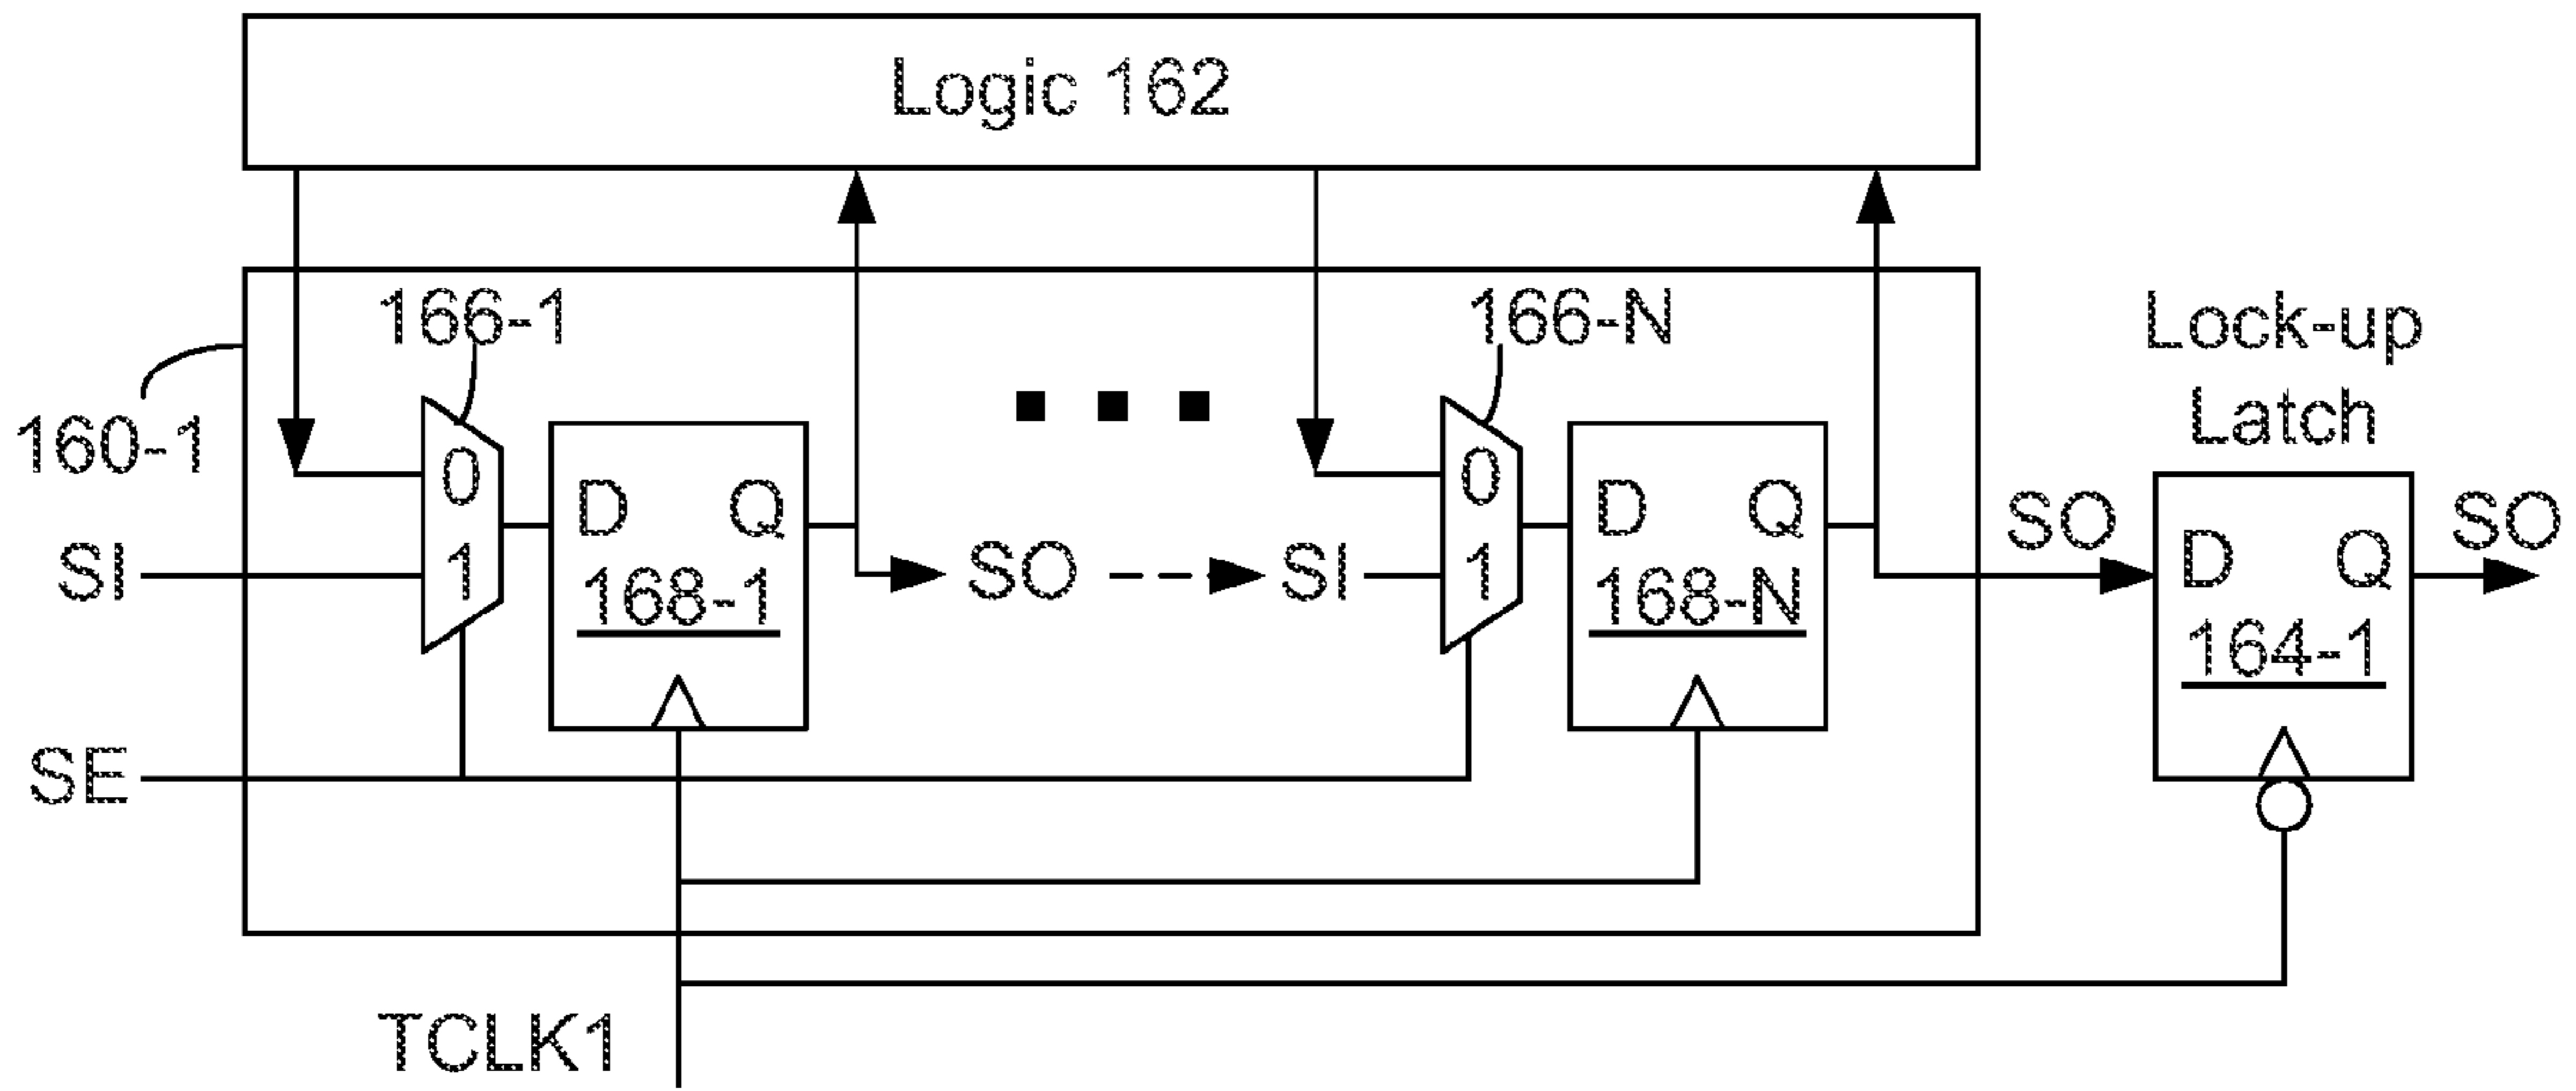 Logic 162
166-1
166-N
Lock-up
Latch
160-1
0
0
D Q
D Q
SO
SO
D Q
SI
1
168-1
SO
SI
1
168-N
164-1
SE
TCLK1